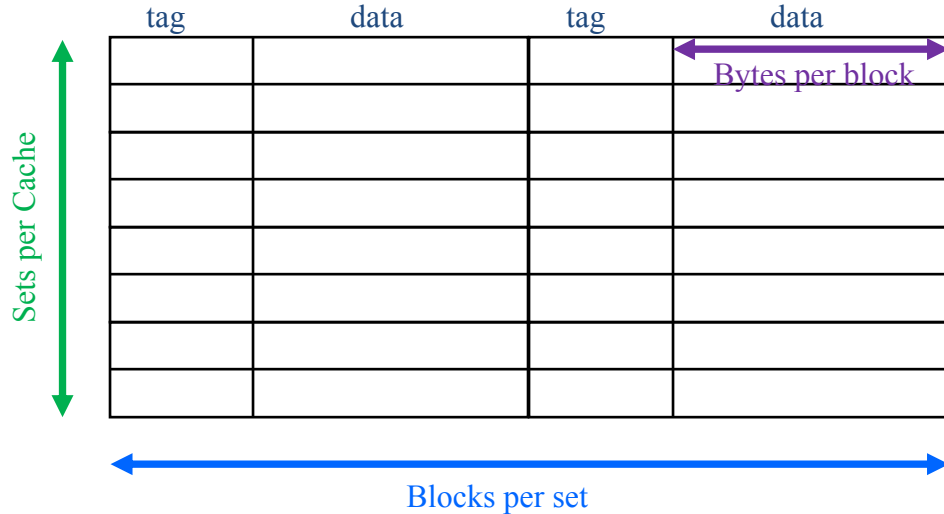 tag data tag data
Bytes per block
Sets per Cache
Blocks per set